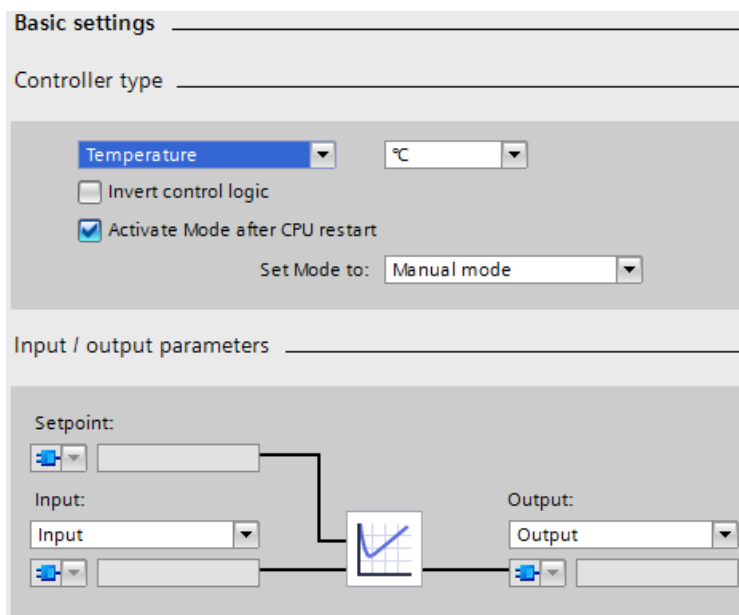 Basic settings
Controller type
Temperature °C
Invert control logic
Activate Mode after CPU restart
Set Mode to: Manual mode
Input / output parameters
Setpoint:
Input: Output:
Input Output